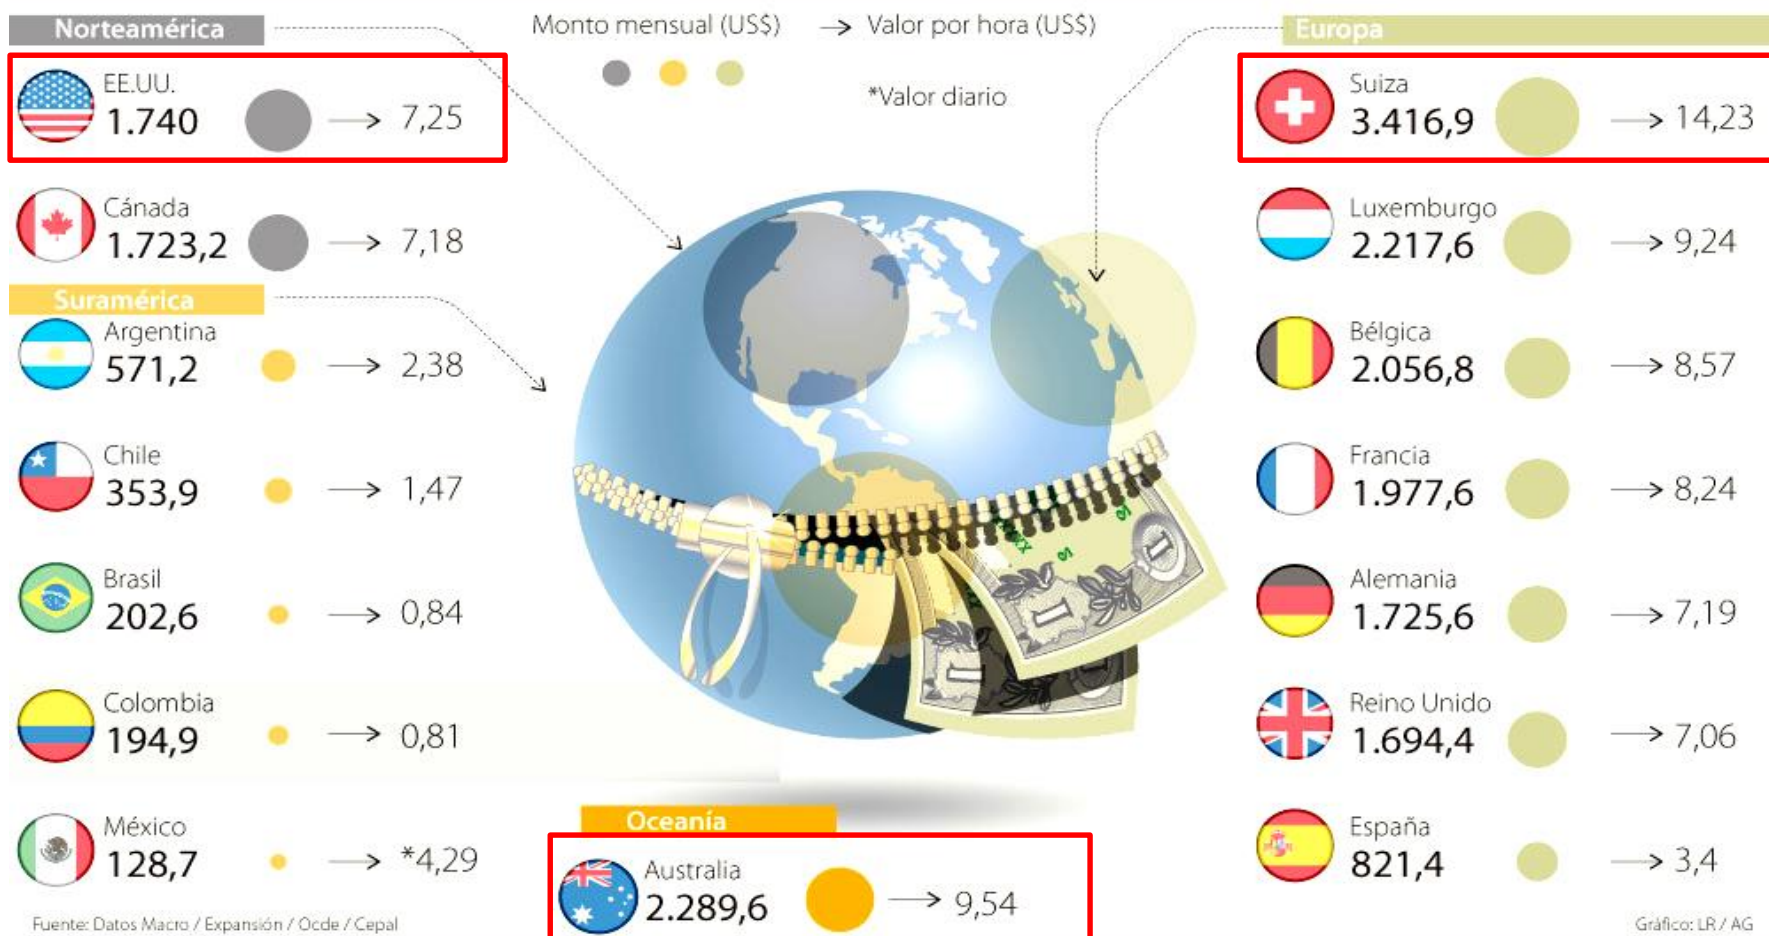 Norteamérica
EE.UU.
1.740 → 7,25
Cánada
1.723,2 → 7,18
Suramérica
Argentina
571,2 → 2,38
Chile
353,9 → 1,47
Brasil
202,6 → 0,84
Colombia
194,9 → 0,81
México
128,7 → *4,29
Fuente: Datos Macro / Expansión / Ocde / Cepal
Monto mensual (US$) → Valor por hora (US$)
*Valor diario
Oceanía
Australia
2.289,6 → 9,54
Europa
Suiza
3.416,9 → 14,23
Luxemburgo
2.217,6 → 9,24
Bélgica
2.056,8 → 8,57
Francia
1.977,6 → 8,24
Alemania
1.725,6 → 7,19
Reino Unido
1.694,4 → 7,06
España
821,4 → 3,4
Gráfico: LR / AG